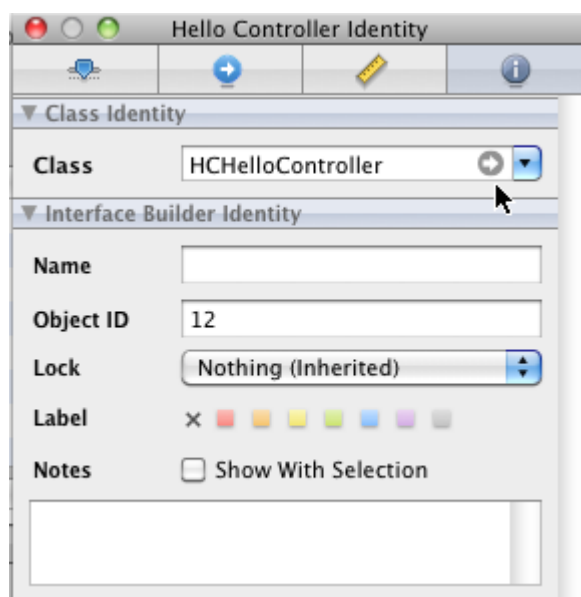 Hello Controller Identity
Class Identity
Class HCHelloController
Interface Builder Identity
Name
Object ID 12
Lock Nothing (Inherited)
Label
Notes Show With Selection